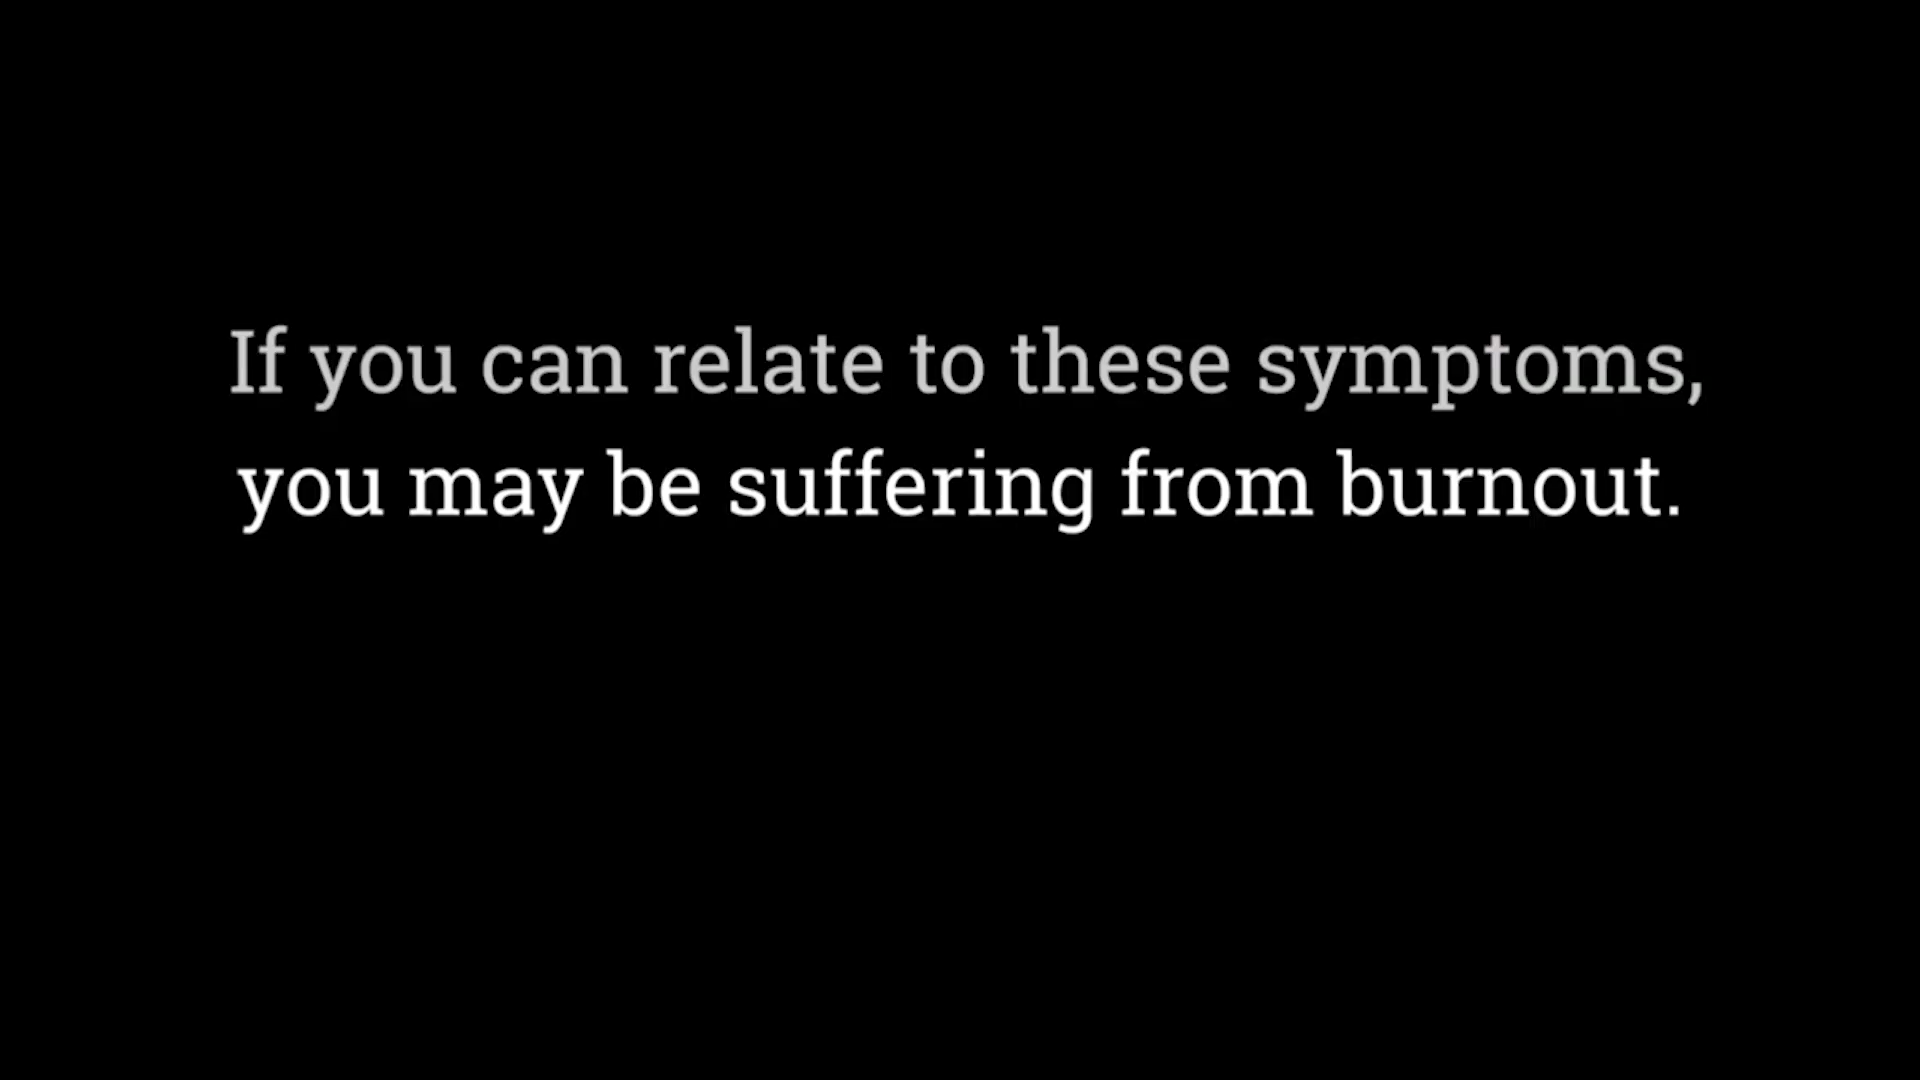 If you can relate to these symptoms,
you may be suffering from burnout.